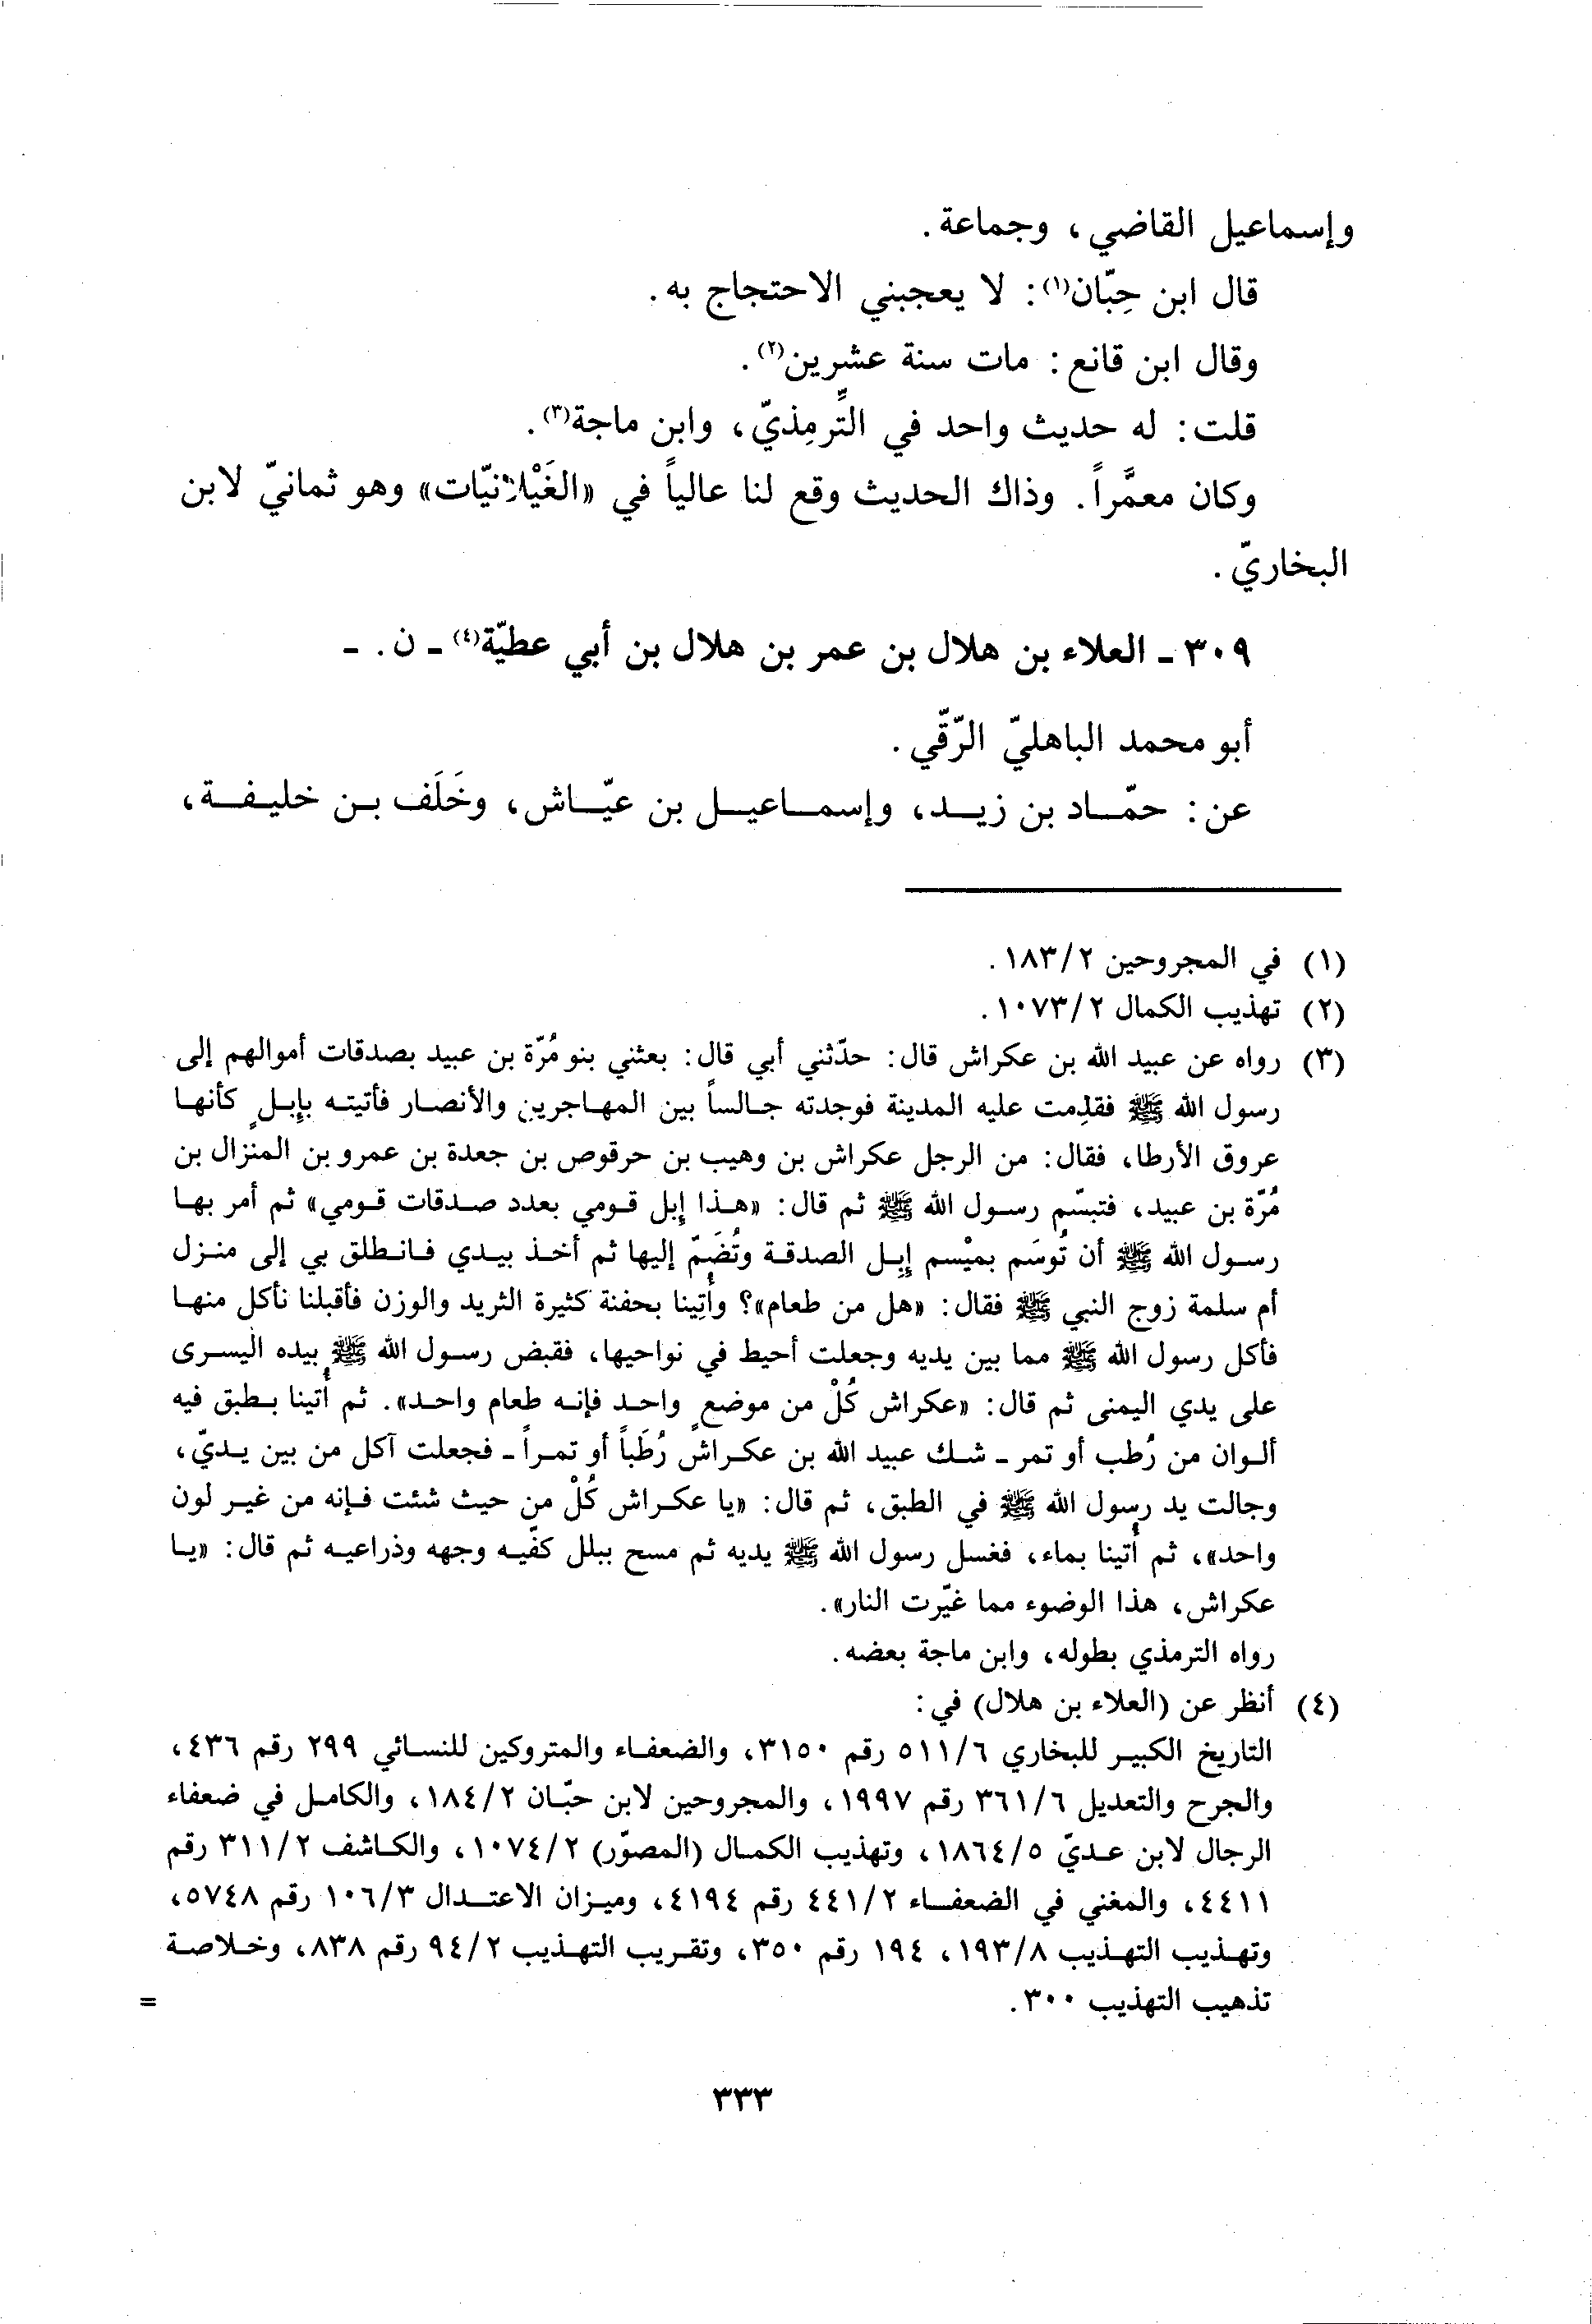 وإسماعيل القاضي، وجماعة.
قال ابن حِبّان(١): لا يعجبني الاحتجاج به.
وقال ابن قانع: مات سنة عشرين(٢).
قلت: له حديث واحد في التِّرمِذيّ، وابن ماجة(٣).
وكان معمَّراً. وذاك الحديث وقع لنا عالياً في «الغَيْلانيّات» وهو ثمانيّ لابن
البخاريّ.
٣٠٩ - العلاء بن هلال بن عمر بن هلال بن أبي عطيّة(٤) - ن. -
أبو محمد الباهليّ الرّقّي.
عن: حمّاد بن زيد، وإسماعيل بن عيّاش، وخَلَف بن خليفة،
(١) في المجروحين ١٨٣/٢.
(٢) تهذيب الكمال ١٠٧٣/٢.
(٣) رواه عن عبيد الله بن عكراش قال: حدّثني أبي قال: بعثني بنو مُرّة بن عبيد بصدقات أموالهم إلى
رسول الله ﷺ فقدِمت عليه المدينة فوجدته جالساً بين المهاجرين والأنصار فأتيته بإبلٍ كأنها
عروق الأرطا، فقال: من الرجل عكراش بن وهيب بن حرقوص بن جعدة بن عمرو بن المنزال بن
مُرّة بن عبيد، فتبسّم رسول الله ﷺ ثم قال: «هذا إبل قومي بعدد صدقات قومي» ثم أمر بها
رسول الله ﷺ أن تُوسَم بميْسم إبل الصدقة وتُضَمّ إليها ثم أخذ بيدي فانطلق بي إلى منزل
أم سلمة زوج النبي ﷺ فقال: «هل من طعام»؟ وأُتِينا بحفنة كثيرة الثريد والوزن فأقبلنا نأكل منها
فأكل رسول الله ﷺ مما بين يديه وجعلت أحيط في نواحيها، فقبض رسول الله ﷺ بيده اليسرى
على يدي اليمنى ثم قال: «عكراش كُلْ من موضعٍ واحد فإنه طعام واحد». ثم أُتينا بطبق فيه
ألوان من رُطب أو تمر - شك عبيد الله بن عكراش رُطَباً أو تمراً - فجعلت آكل من بين يديّ،
وجالت يد رسول الله ﷺ في الطبق، ثم قال: «يا عكراش كُلْ من حيث شئت فإنه من غير لون
واحد»، ثم أُتينا بماء، فغسل رسول الله ﷺ يديه ثم مسح ببلل كفّيه وجهه وذراعيه ثم قال: «يا
عكراش، هذا الوضوء مما غيّرت النار».
رواه الترمذي بطوله، وابن ماجة بعضه.
(٤) أنظر عن (العلاء بن هلال) في:
التاريخ الكبير للبخاري ٥١١/٦ رقم ٣١٥٠، والضعفاء والمتروكين للنسائي ٢٩٩ رقم ٤٣٦،
والجرح والتعديل ٣٦١/٦ رقم ١٩٩٧، والمجروحين لابن حبّان ١٨٤/٢، والكامل في ضعفاء
الرجال لابن عديّ ١٨٦٤/٥، وتهذيب الكمال (المصوّر) ١٠٧٤/٢، والكاشف ٣١١/٢ رقم
٤٤١١، والمغني في الضعفاء ٤٤١/٢ رقم ٤١٩٤، وميزان الاعتدال ١٠٦/٣ رقم ٥٧٤٨،
وتهذيب التهذيب ١٩٣/٨، ١٩٤ رقم ٣٥٠، وتقريب التهذيب ٩٤/٢ رقم ٨٣٨، وخلاصة
تذهيب التهذيب ٣٠٠. =
٣٣٣